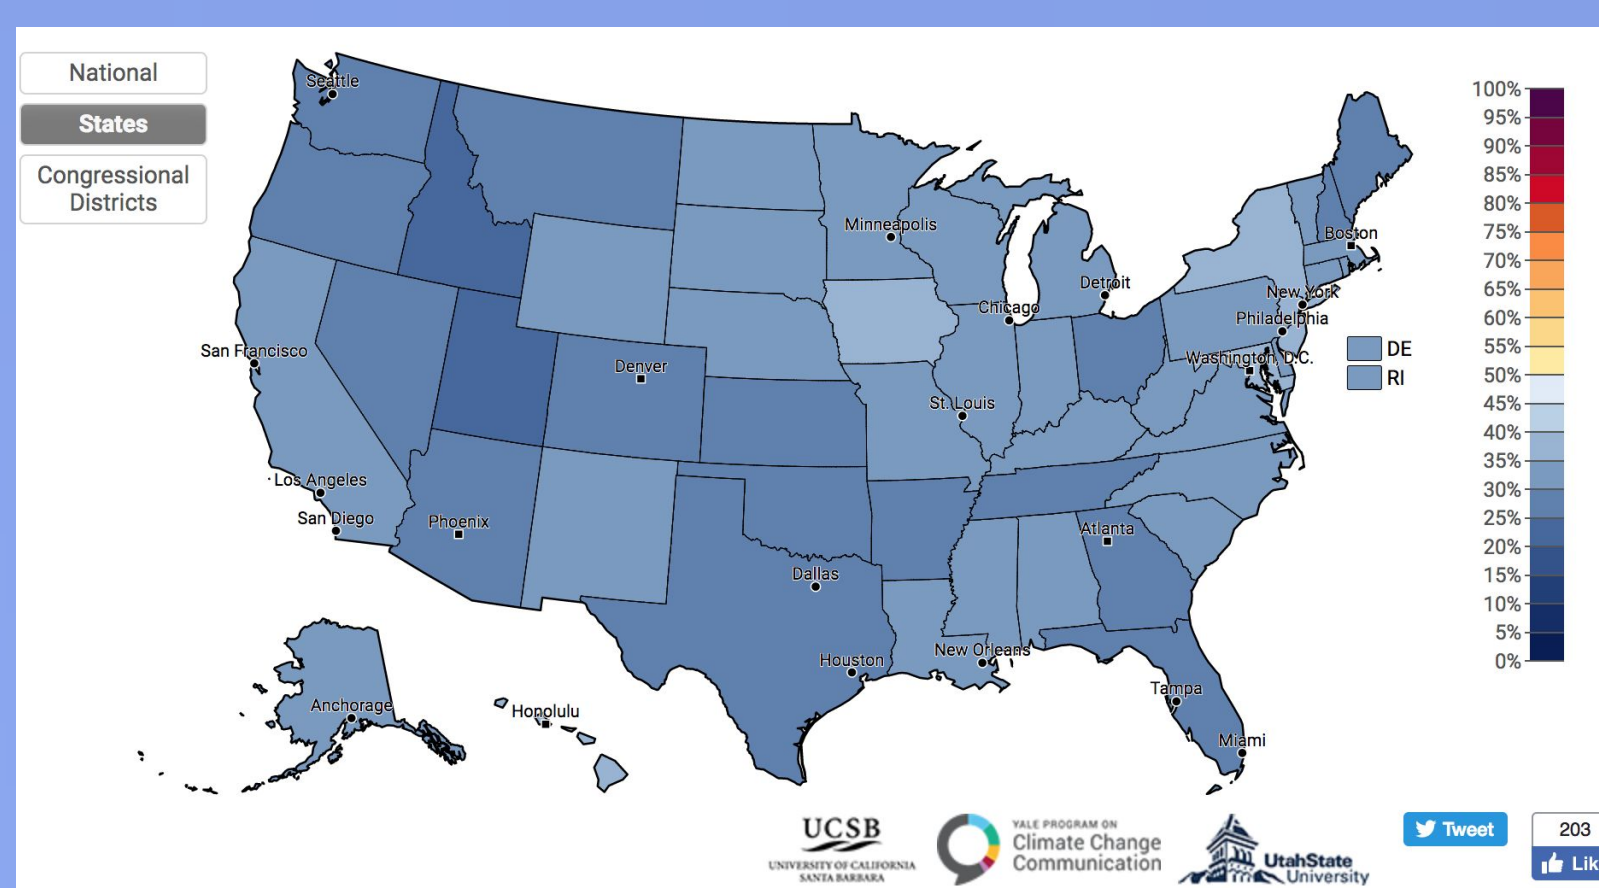 National
States
Congressional
Districts
Seattle
Minneapolis
Boston
Detroit
New York
Chicago
Philadelphia
San Francisco
Denver
Washington, D.C.
St. Louis
Los Angeles
San Diego
Phoenix
Atlanta
Dallas
New Orleans
Houston
Tampa
Anchorage
Honolulu
Miami
DE
RI
100%
95%
90%
85%
80%
75%
70%
65%
60%
55%
50%
45%
40%
35%
30%
25%
20%
15%
10%
5%
0%
UCSB
UNIVERSITY OF CALIFORNIA
SANTA BARBARA
YALE PROGRAM ON
Climate Change
Communication
UtahState
University
Tweet
203
Lik